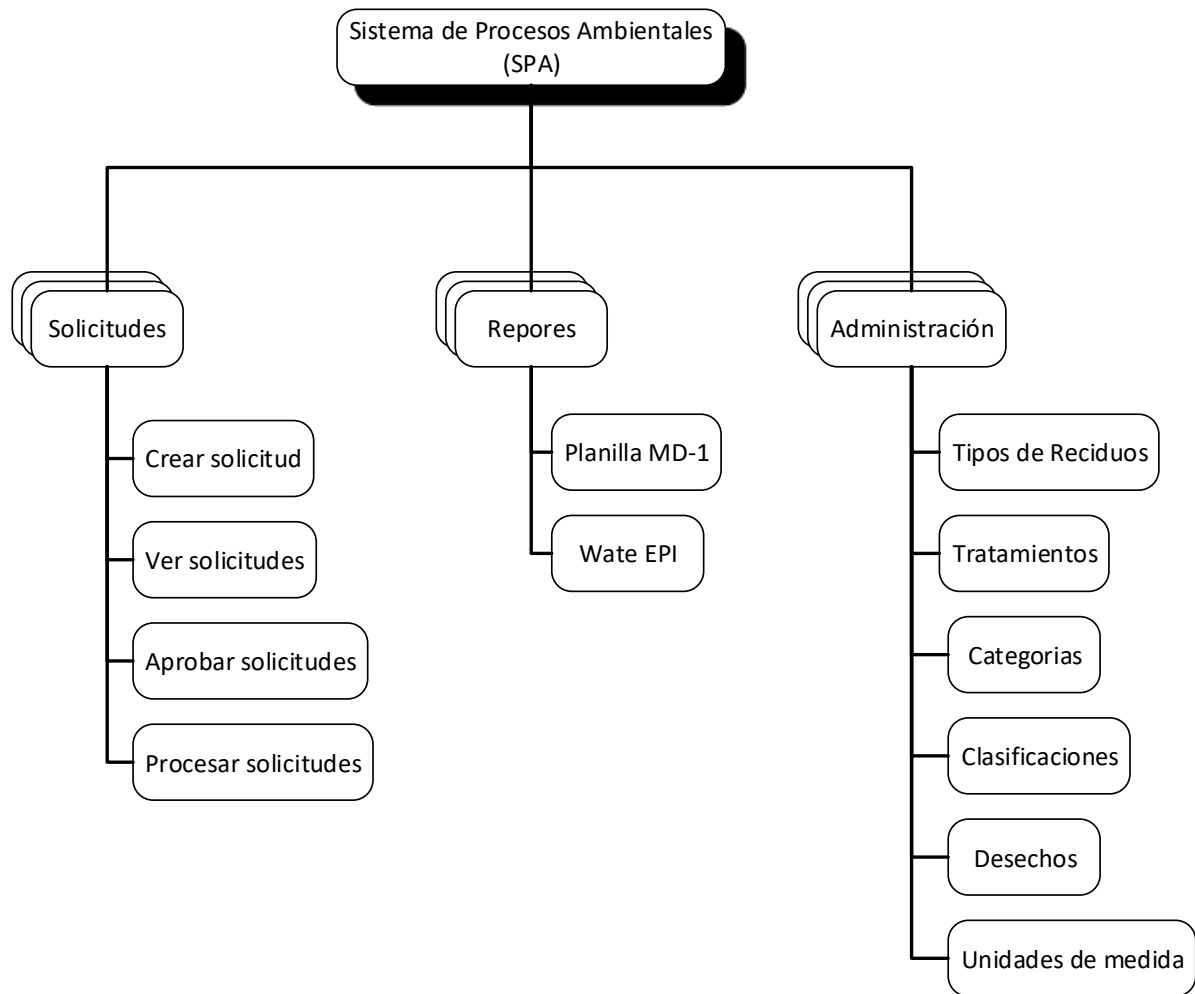 Sistema de Procesos Ambientales
(SPA)
Solicitudes
Repores
Administración
Crear solicitud
Ver solicitudes
Aprobar solicitudes
Procesar solicitudes
Planilla MD-1
Wate EPI
Tipos de Reciduos
Tratamientos
Categorias
Clasificaciones
Desechos
Unidades de medida